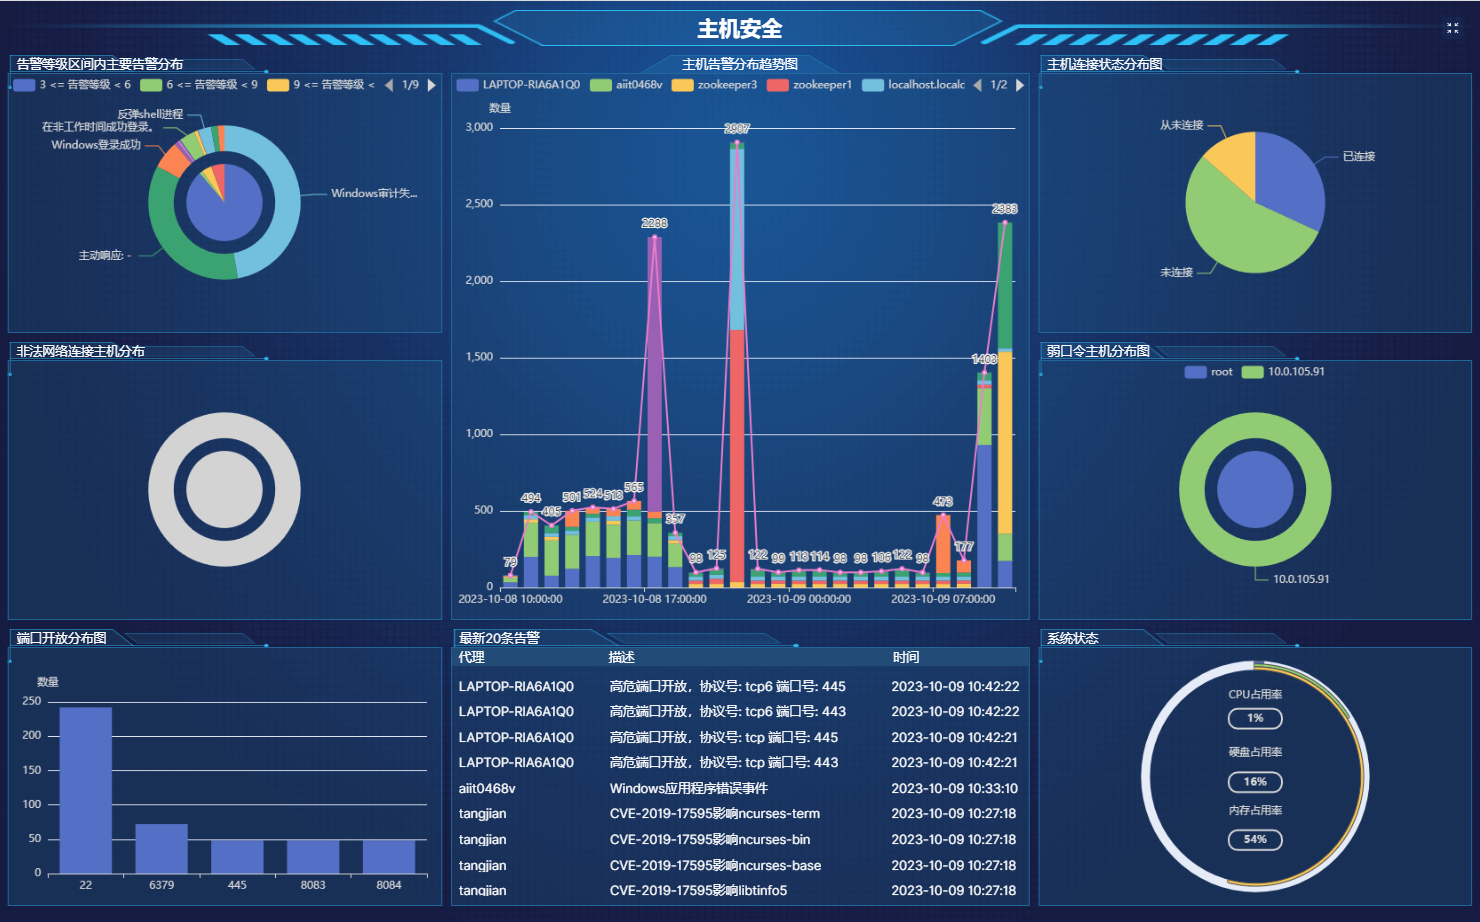 主机安全
告警等级区间内主要告警分布
3 <= 告警等级 < 6
6 <= 告警等级 < 9
9 <= 告警等级 <
1/9
反弹shell进程
在非工作时间成功登录。
Windows登录成功
Windows审计失...
主动响应: -
主机告警分布趋势图
LAPTOP-RIA6A1Q0
aiit0468v
zookeeper3
zookeeper1
localhost.localc
1/2
数量
3,000
2,500
2,000
1,500
1,000
500
0
79
494
405
501
524
513
565
2288
357
98
125
2907
122
99
113
114
98
98
106
122
98
473
177
1403
2383
2023-10-08 10:00:00
2023-10-08 17:00:00
2023-10-09 00:00:00
2023-10-09 07:00:00
主机连接状态分布图
从未连接
已连接
未连接
非法网络连接主机分布
弱口令主机分布图
root
10.0.105.91
10.0.105.91
端口开放分布图
数量
250
200
150
100
50
0
22
6379
445
8083
8084
最新20条告警
代理 描述 时间
LAPTOP-RIA6A1Q0 高危端口开放，协议号: tcp6 端口号: 445 2023-10-09 10:42:22
LAPTOP-RIA6A1Q0 高危端口开放，协议号: tcp6 端口号: 443 2023-10-09 10:42:22
LAPTOP-RIA6A1Q0 高危端口开放，协议号: tcp 端口号: 445 2023-10-09 10:42:21
LAPTOP-RIA6A1Q0 高危端口开放，协议号: tcp 端口号: 443 2023-10-09 10:42:21
aiit0468v Windows应用程序错误事件 2023-10-09 10:33:10
tangjian CVE-2019-17595影响ncurses-term 2023-10-09 10:27:18
tangjian CVE-2019-17595影响ncurses-bin 2023-10-09 10:27:18
tangjian CVE-2019-17595影响ncurses-base 2023-10-09 10:27:18
tangjian CVE-2019-17595影响libtinfo5 2023-10-09 10:27:18
系统状态
CPU占用率
1%
硬盘占用率
16%
内存占用率
54%